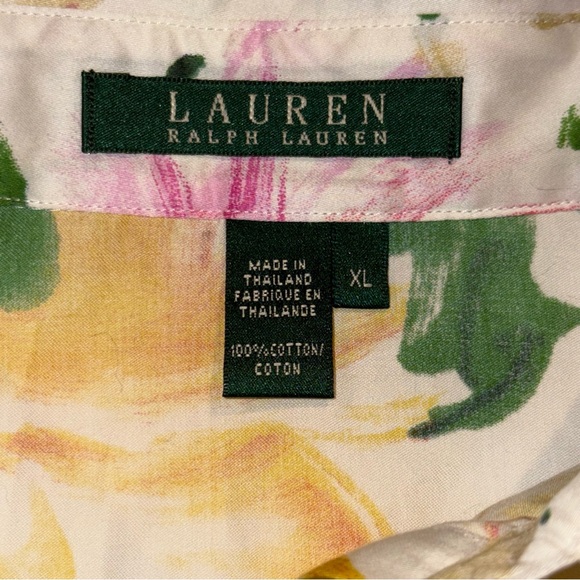 LAUREN
RALPH LAUREN
MADE IN
THAILAND
FABRIQUE EN
THAILANDE
100%COTTON/
COTON
XL